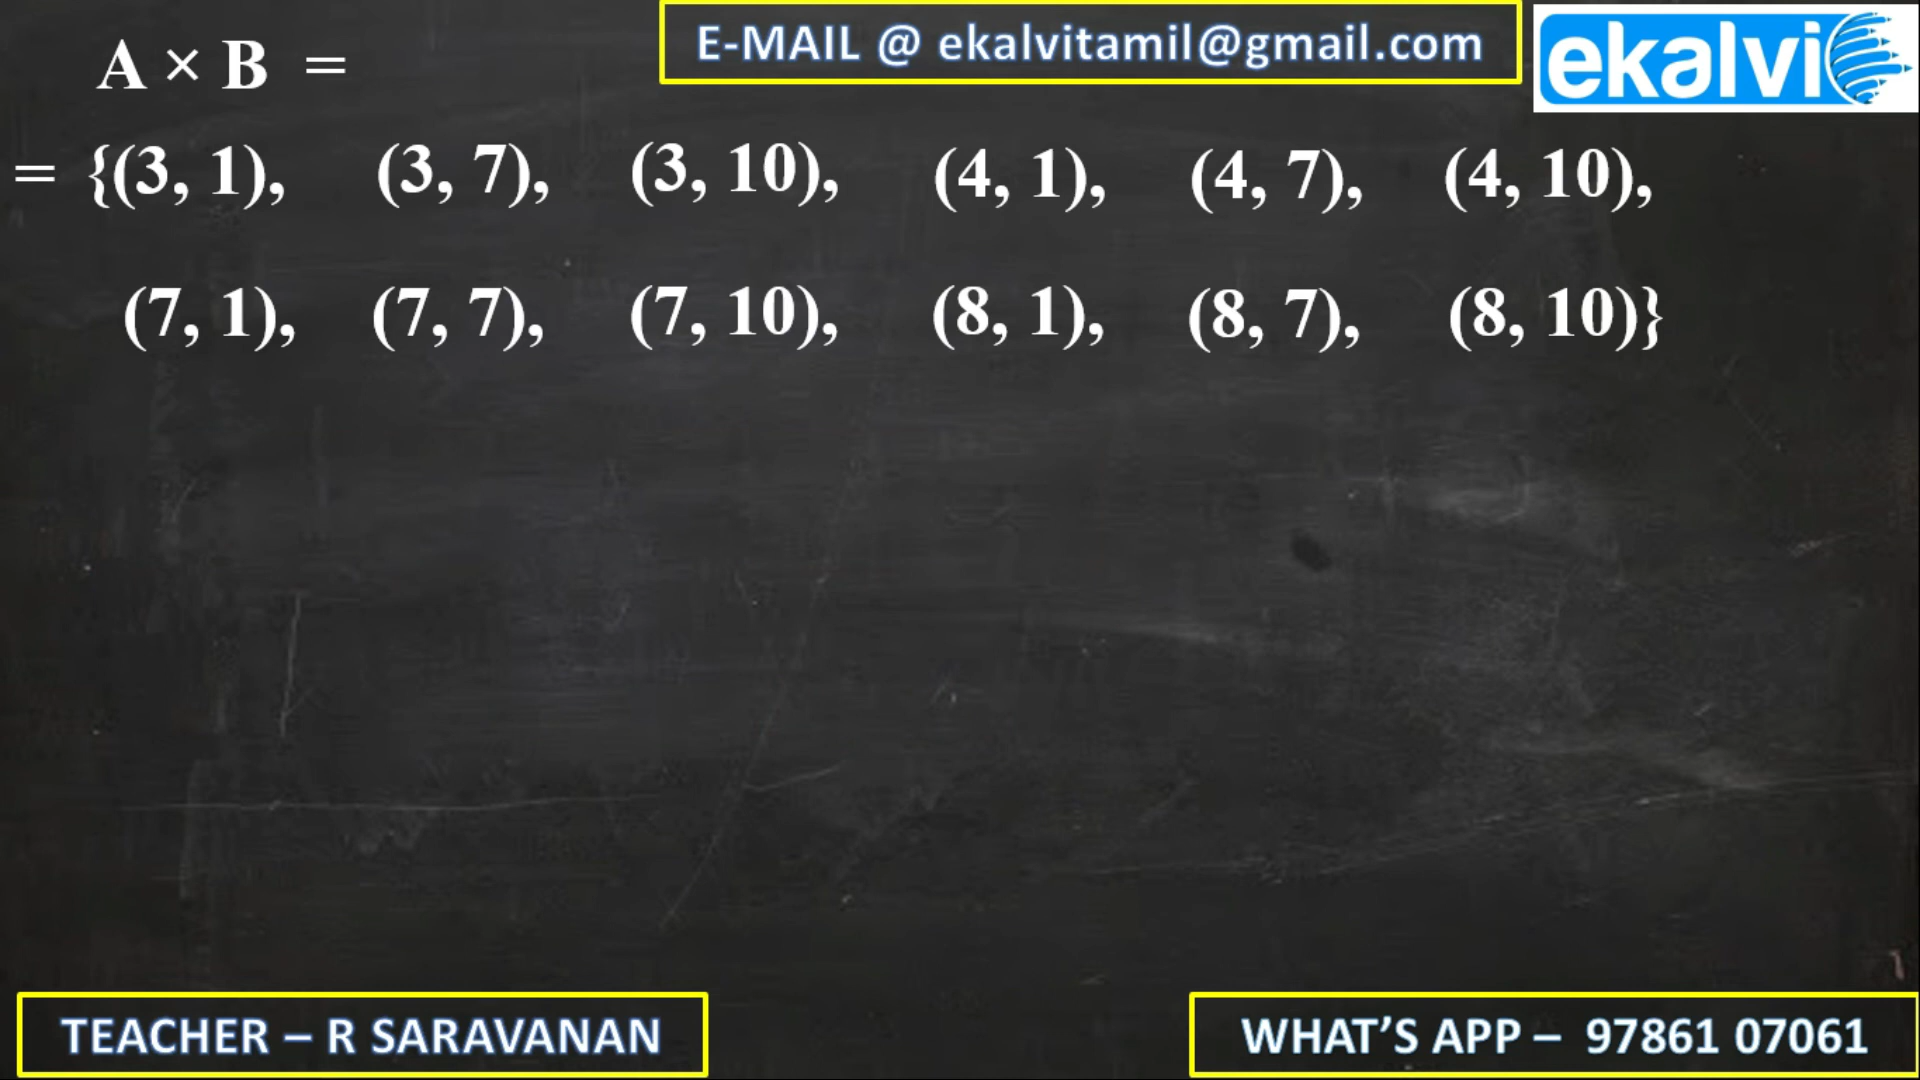 E-MAIL @ ekalvitamil@gmail.com
ekalvi
A × B =
= {(3, 1), (3, 7), (3, 10), (4, 1), (4, 7), (4, 10),
(7, 1), (7, 7), (7, 10), (8, 1), (8, 7), (8, 10)}
TEACHER – R SARAVANAN
WHAT’S APP – 97861 07061